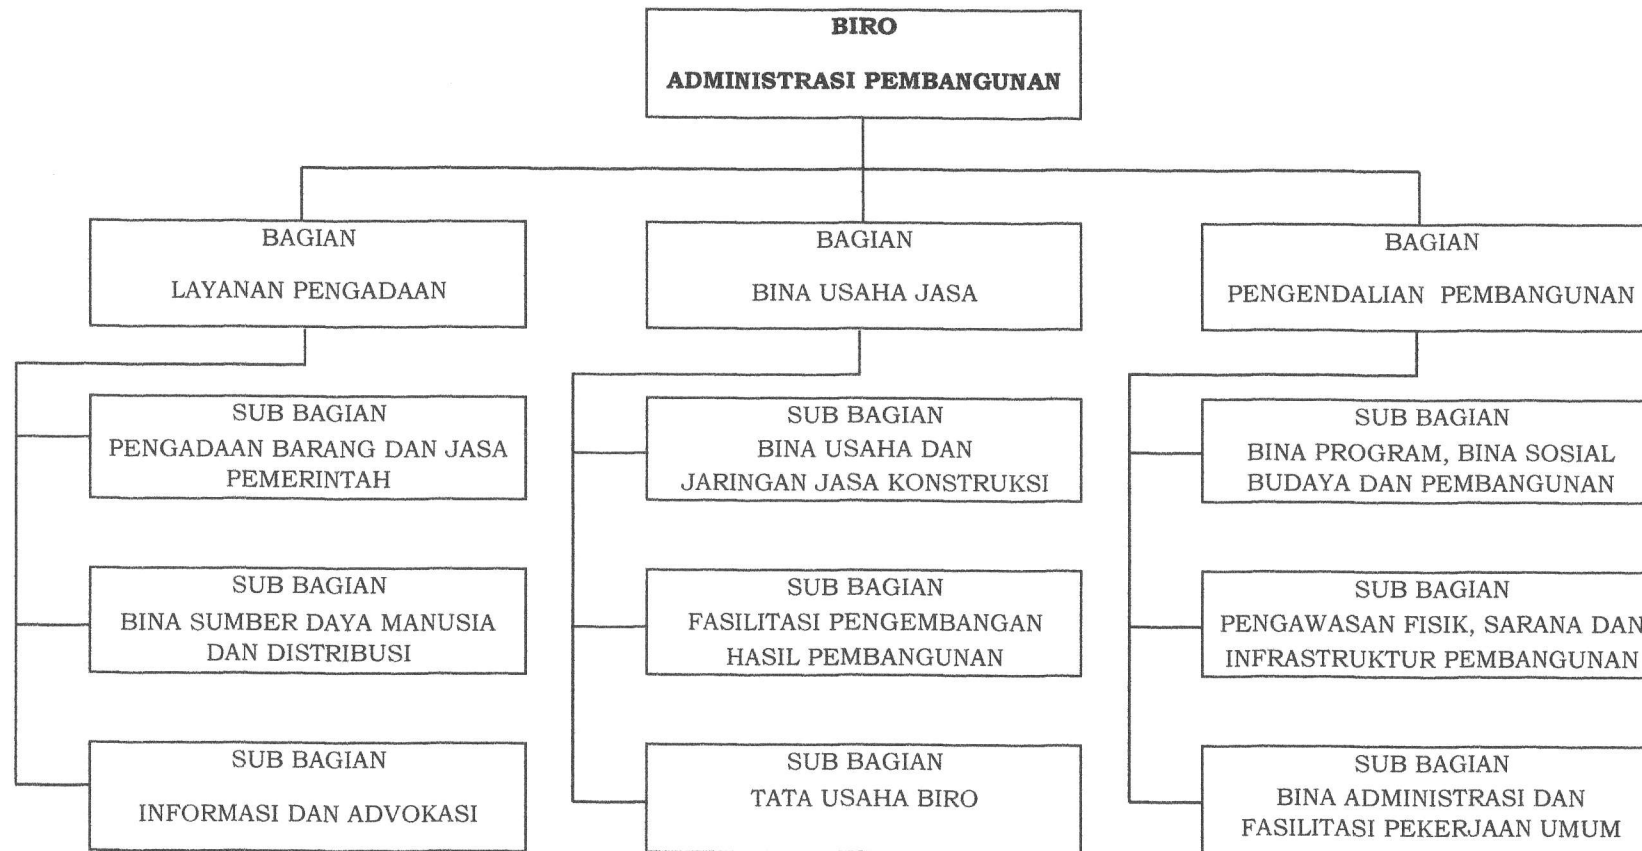 BIRO
ADMINISTRASI PEMBANGUNAN
BAGIAN
LAYANAN PENGADAAN
BAGIAN
BINA USAHA JASA
BAGIAN
PENGENDALIAN PEMBANGUNAN
SUB BAGIAN
PENGADAAN BARANG DAN JASA
PEMERINTAH
SUB BAGIAN
BINA USAHA DAN
JARINGAN JASA KONSTRUKSI
SUB BAGIAN
BINA PROGRAM, BINA SOSIAL
BUDAYA DAN PEMBANGUNAN
SUB BAGIAN
BINA SUMBER DAYA MANUSIA
DAN DISTRIBUSI
SUB BAGIAN
FASILITASI PENGEMBANGAN
HASIL PEMBANGUNAN
SUB BAGIAN
PENGAWASAN FISIK, SARANA DAN
INFRASTRUKTUR PEMBANGUNAN
SUB BAGIAN
INFORMASI DAN ADVOKASI
SUB BAGIAN
TATA USAHA BIRO
SUB BAGIAN
BINA ADMINISTRASI DAN
FASILITASI PEKERJAAN UMUM